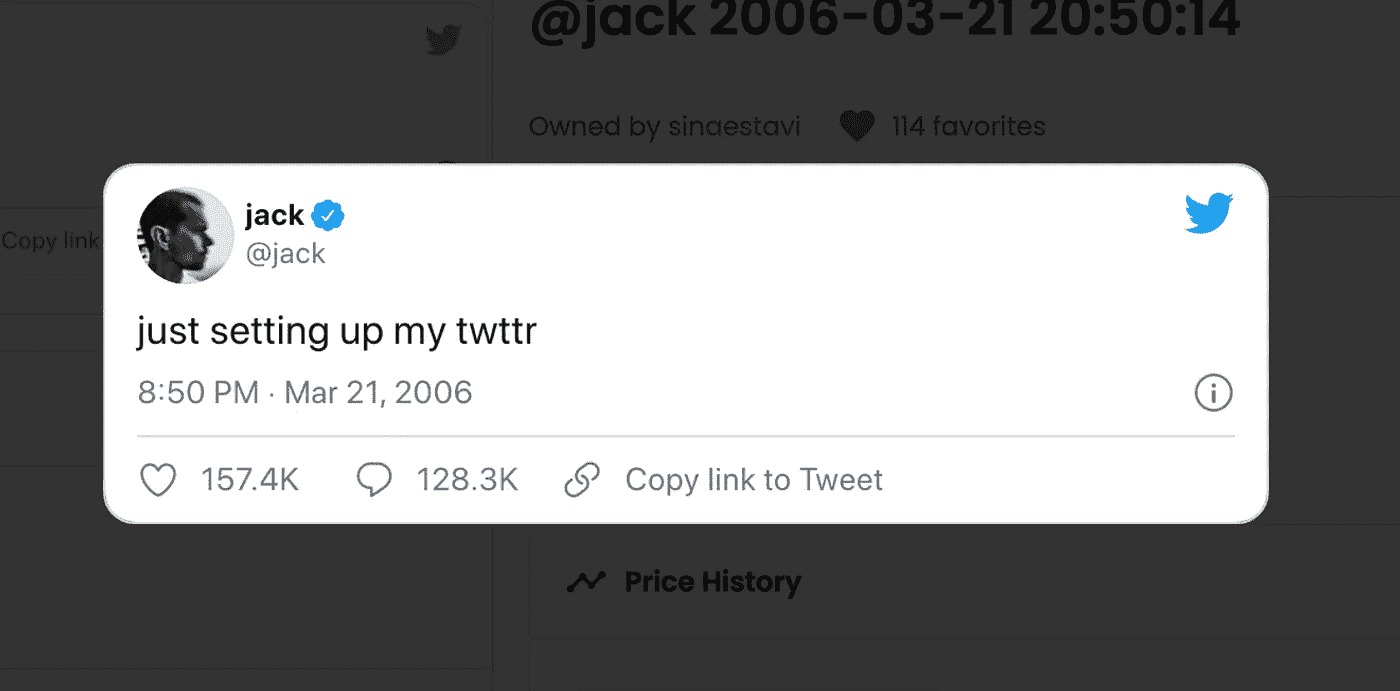 @jack 2006-03-21 20:50:14
Owned by sinaestavi 114 favorites
Copy link
jack
@jack
just setting up my twttr
8:50 PM · Mar 21, 2006
157.4K 128.3K Copy link to Tweet
Price History